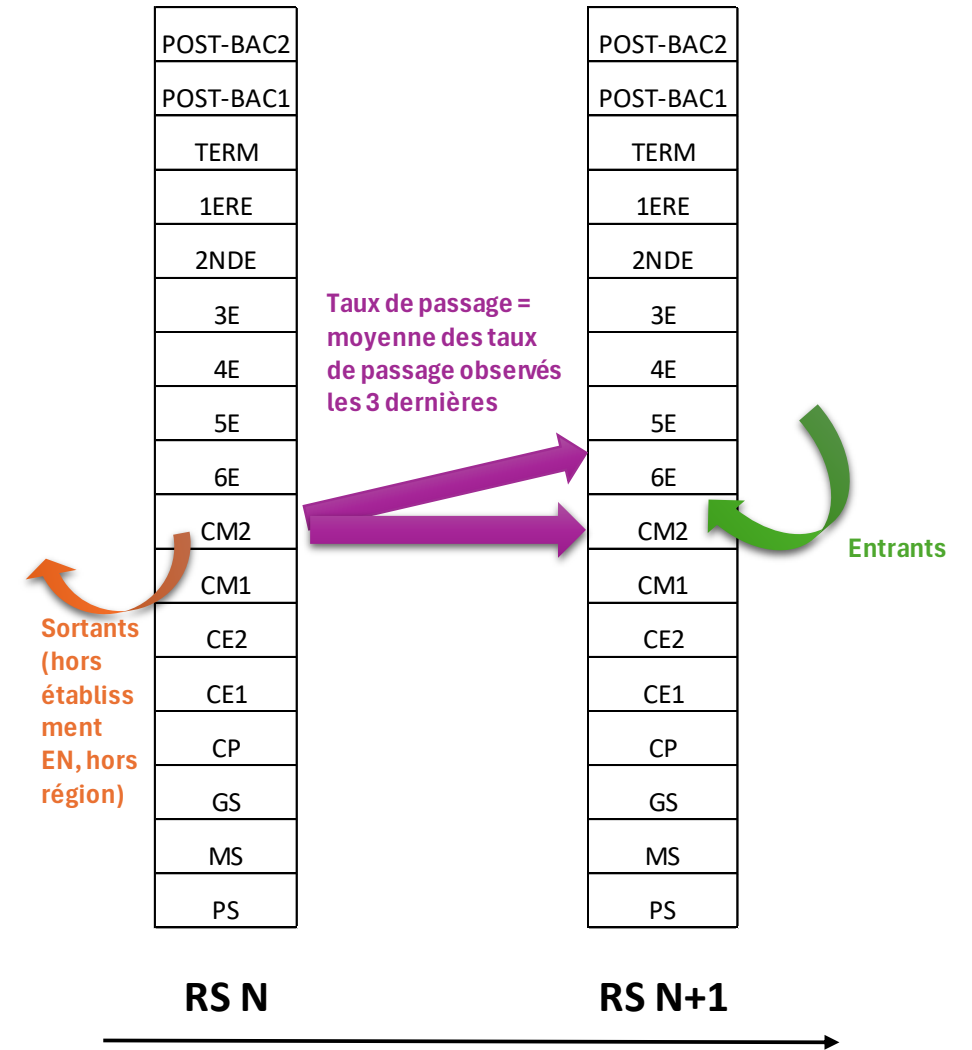 POST-BAC2
POST-BAC1
TERM
1ERE
2NDE
3E
4E
5E
6E
CM2
CM1
CE2
CE1
CP
GS
MS
PS
RS N
Sortants
(hors
établiss
ment
EN, hors
région)
Taux de passage =
moyenne des taux
de passage observés
les 3 dernières
POST-BAC2
POST-BAC1
TERM
1ERE
2NDE
3E
4E
5E
6E
CM2
CM1
CE2
CE1
CP
GS
MS
PS
RS N+1
Entrants